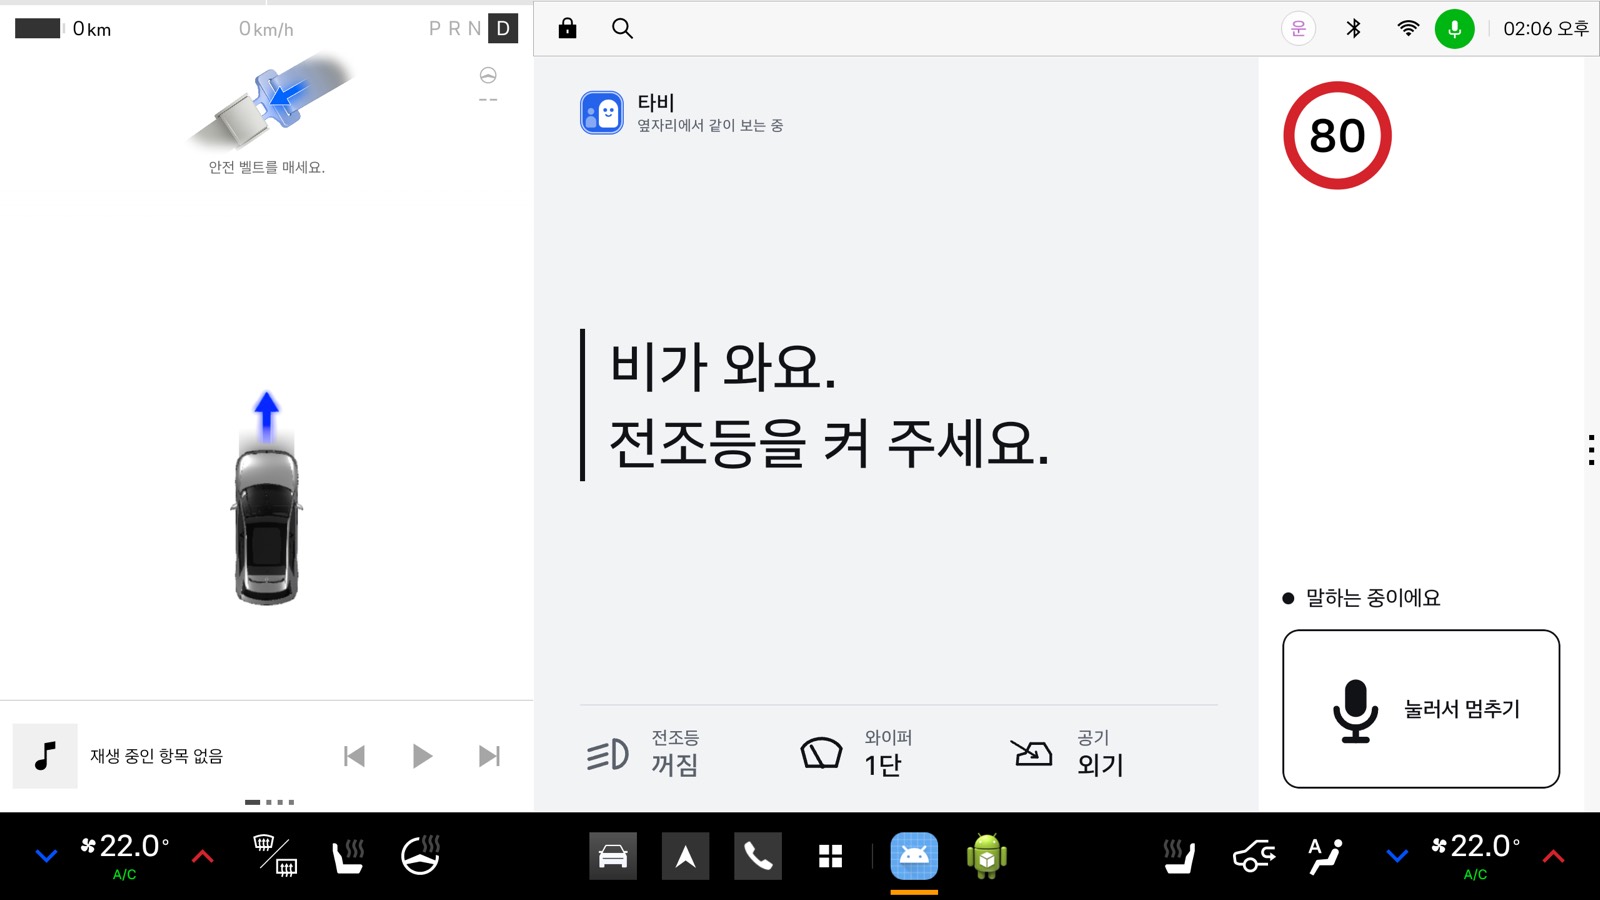 0 km
0 km/h
P R N D
안전 벨트를 매세요.
--
재생 중인 항목 없음
운
02:06 오후
타비
옆자리에서 같이 보는 중
80
비가 와요.
전조등을 켜 주세요.
말하는 중이에요
눌러서 멈추기
전조등
꺼짐
와이퍼
1단
공기
외기
22.0°
A/C
A
22.0°
A/C